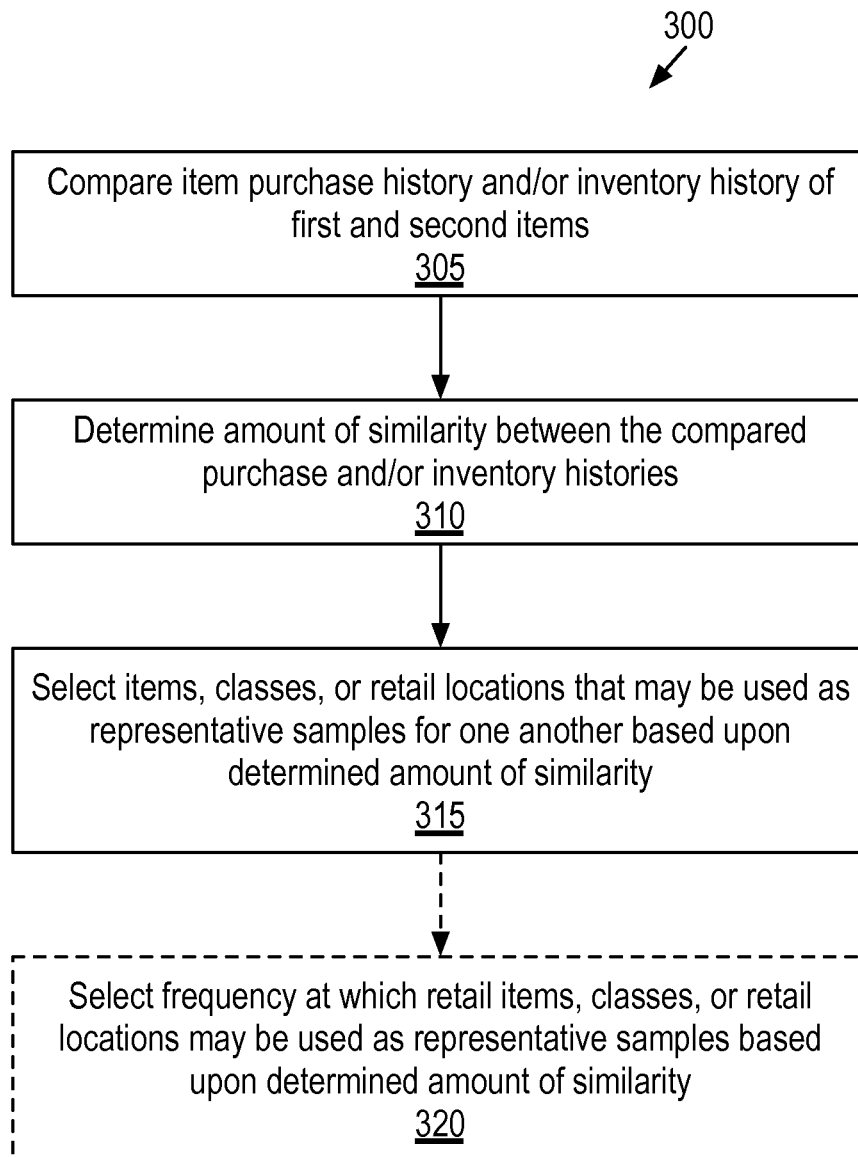 300
Compare item purchase history and/or inventory history of
first and second items
305
Determine amount of similarity between the compared
purchase and/or inventory histories
310
Select items, classes, or retail locations that may be used as
representative samples for one another based upon
determined amount of similarity
315
Select frequency at which retail items, classes, or retail
locations may be used as representative samples based
upon determined amount of similarity
320